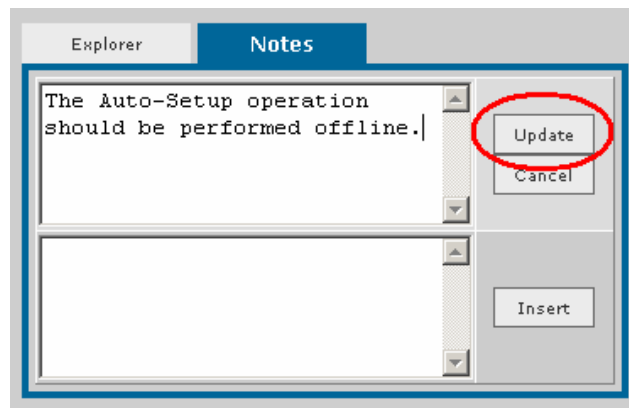 Explorer
Notes
The Auto-Setup operation
should be performed offline.
Update
Cancel
Insert